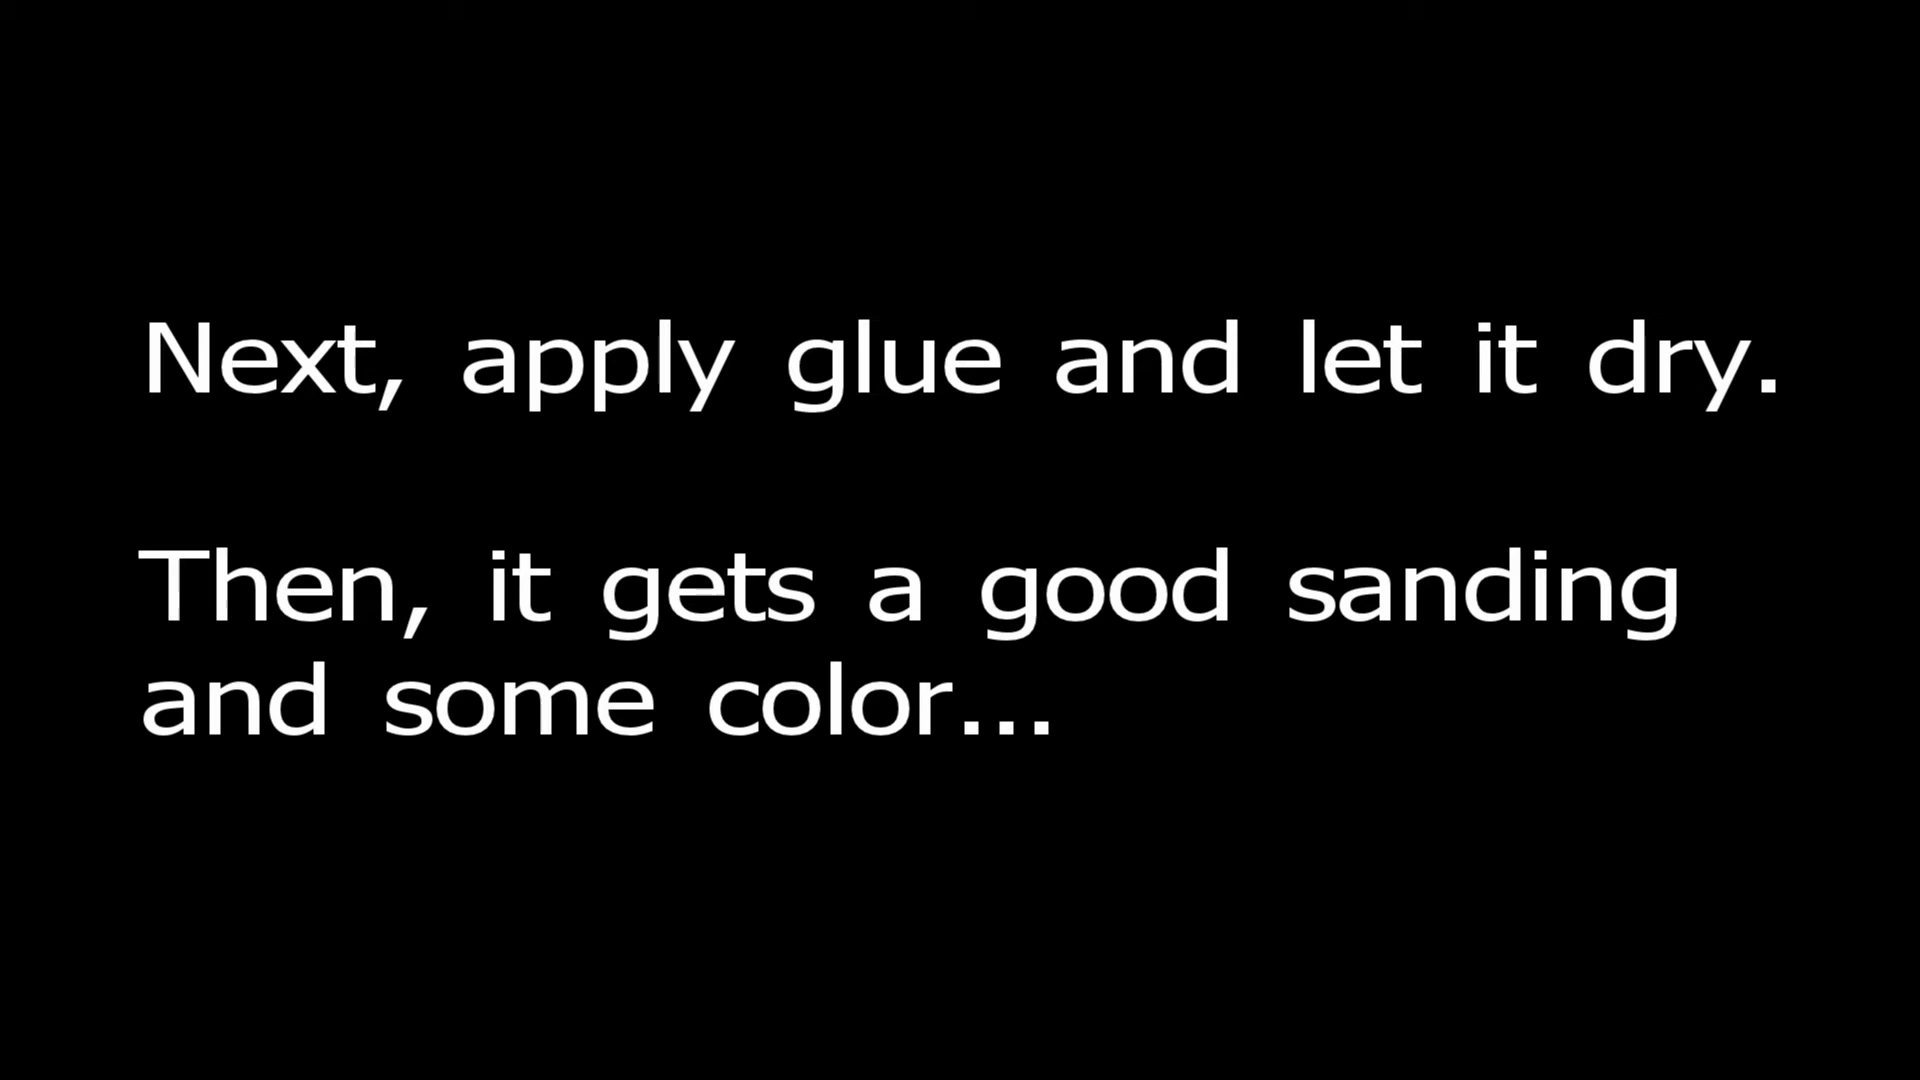 Next, apply glue and let it dry.
Then, it gets a good sanding
and some color...